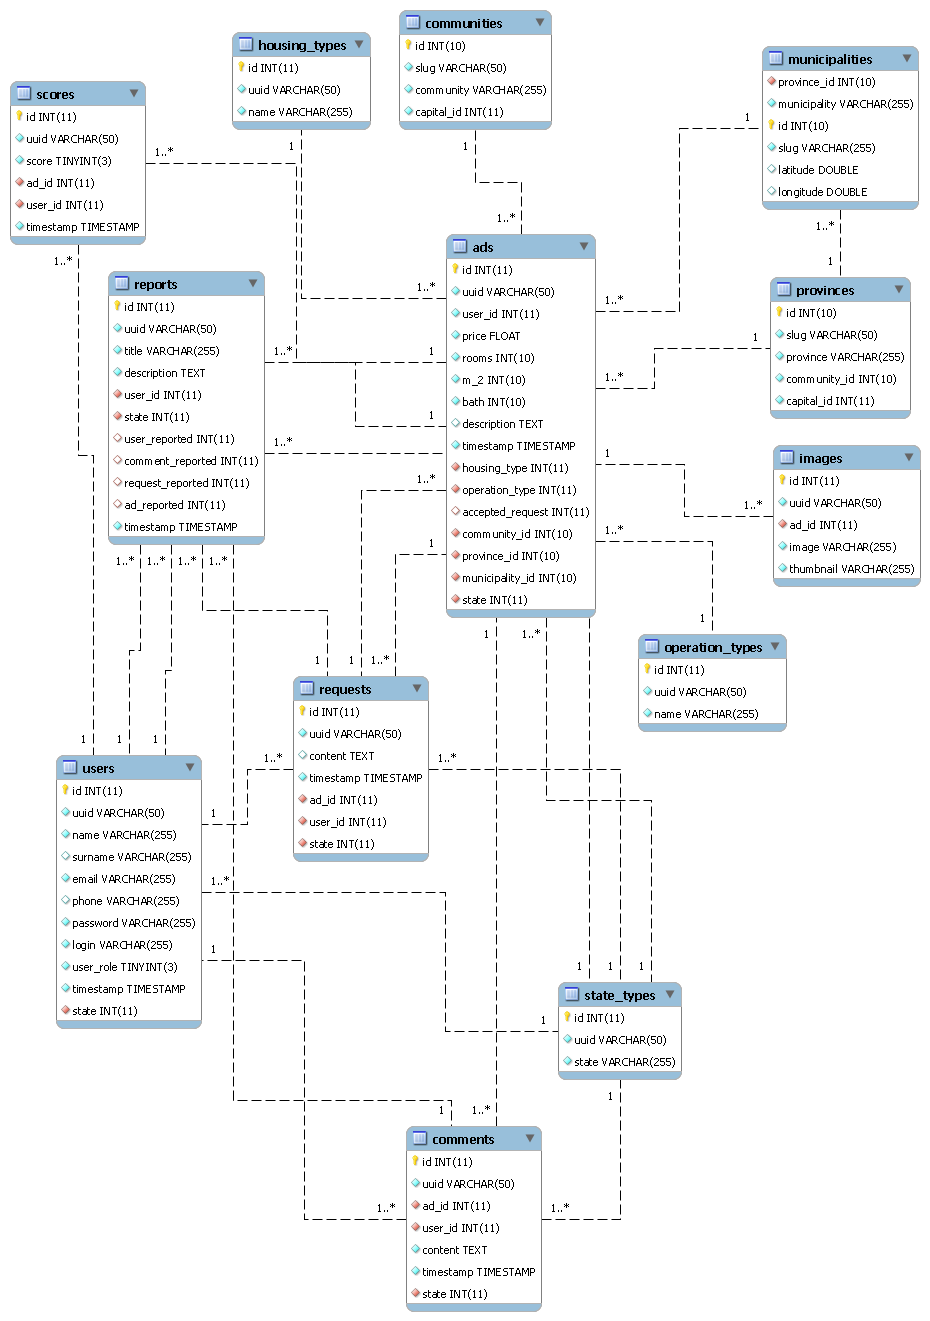 communities
id INT(10)
slug VARCHAR(50)
community VARCHAR(255)
capital_id INT(11)
housing_types
id INT(11)
uuid VARCHAR(50)
name VARCHAR(255)
municipalities
province_id INT(10)
municipality VARCHAR(255)
id INT(10)
slug VARCHAR(255)
latitude DOUBLE
longitude DOUBLE
scores
id INT(11)
uuid VARCHAR(50)
score TINYINT(3)
ad_id INT(11)
user_id INT(11)
timestamp TIMESTAMP
1
1
1
1..*
1..*
1..*
1
1..*
1..*
1..*
ads
id INT(11)
uuid VARCHAR(50)
user_id INT(11)
price FLOAT
rooms INT(10)
m_2 INT(10)
bath INT(10)
description TEXT
timestamp TIMESTAMP
housing_type INT(11)
operation_type INT(11)
accepted_request INT(11)
community_id INT(10)
province_id INT(10)
municipality_id INT(10)
state INT(11)
reports
id INT(11)
uuid VARCHAR(50)
title VARCHAR(255)
description TEXT
user_id INT(11)
state INT(11)
user_reported INT(11)
comment_reported INT(11)
request_reported INT(11)
ad_reported INT(11)
timestamp TIMESTAMP
provinces
id INT(10)
slug VARCHAR(50)
province VARCHAR(255)
community_id INT(10)
capital_id INT(11)
1
1..*
1..*
1
1
1..*
1
1..*
1..*
1..*
1
images
id INT(11)
uuid VARCHAR(50)
ad_id INT(11)
image VARCHAR(255)
thumbnail VARCHAR(255)
1..*
1..*
1..*
1..*
1
1
1..*
1
1..*
1
operation_types
id INT(11)
uuid VARCHAR(50)
name VARCHAR(255)
requests
id INT(11)
uuid VARCHAR(50)
content TEXT
timestamp TIMESTAMP
ad_id INT(11)
user_id INT(11)
state INT(11)
1
1
1
1..*
1..*
1
users
id INT(11)
uuid VARCHAR(50)
name VARCHAR(255)
surname VARCHAR(255)
email VARCHAR(255)
phone VARCHAR(255)
password VARCHAR(255)
login VARCHAR(255)
user_role TINYINT(3)
timestamp TIMESTAMP
state INT(11)
1..*
1
1
1
1
1
state_types
id INT(11)
uuid VARCHAR(50)
state VARCHAR(255)
1
1
1..*
comments
id INT(11)
uuid VARCHAR(50)
ad_id INT(11)
user_id INT(11)
content TEXT
timestamp TIMESTAMP
state INT(11)
1..*
1..*